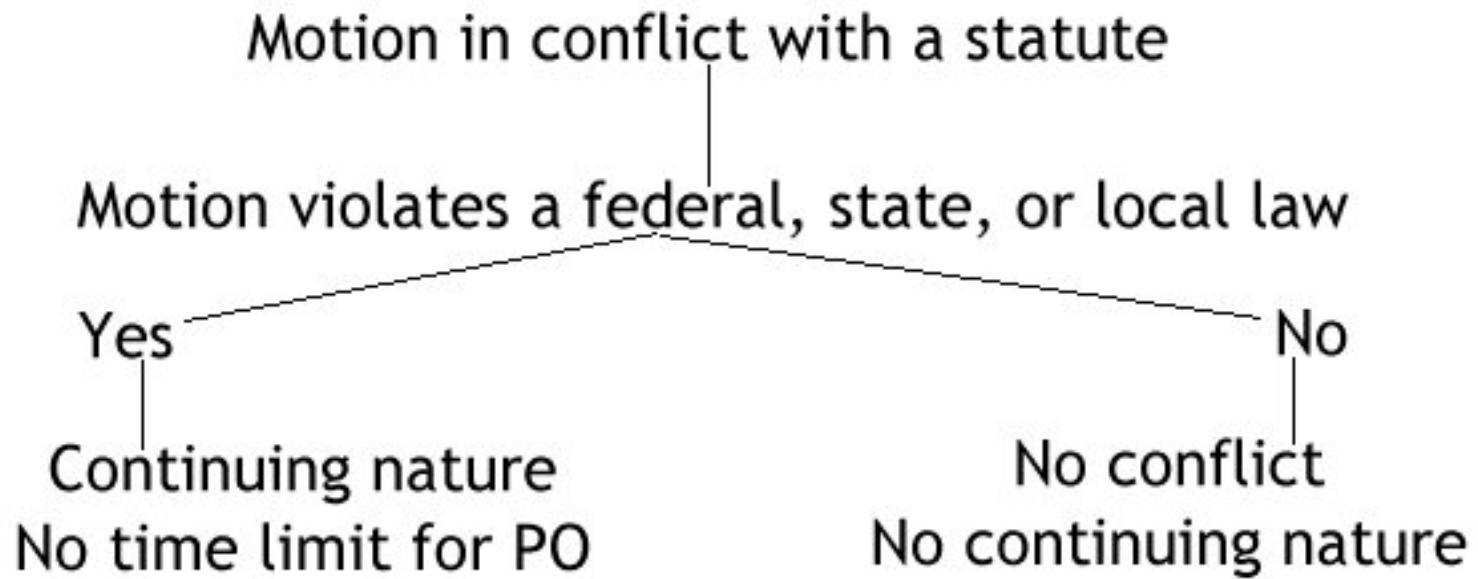 Motion in conflict with a statute
Motion violates a federal, state, or local law
Yes
No
Continuing nature
No time limit for PO
No conflict
No continuing nature